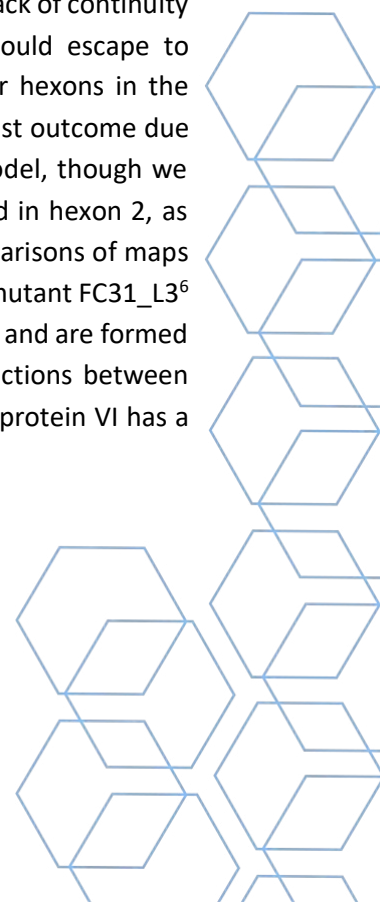 ack of continuity
ould escape to
r hexons in the
st outcome due
odel, though we
d in hexon 2, as
arisons of maps
mutant FC31_L3⁶
and are formed
ctions between
protein VI has a